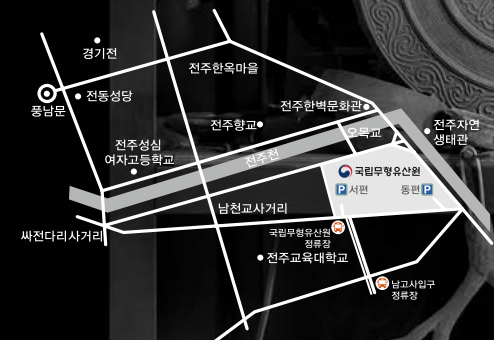 경기전
전주한옥마을
풍남문
전동성당
전주한벽문화관
전주향교
오목교
전주자연
생태관
전주성심
여자고등학교
전주천
국립무형유산원
P 서편
동편 P
남천교사거리
싸전다리사거리
국립무형유산원
정류장
전주교육대학교
남고사입구
정류장